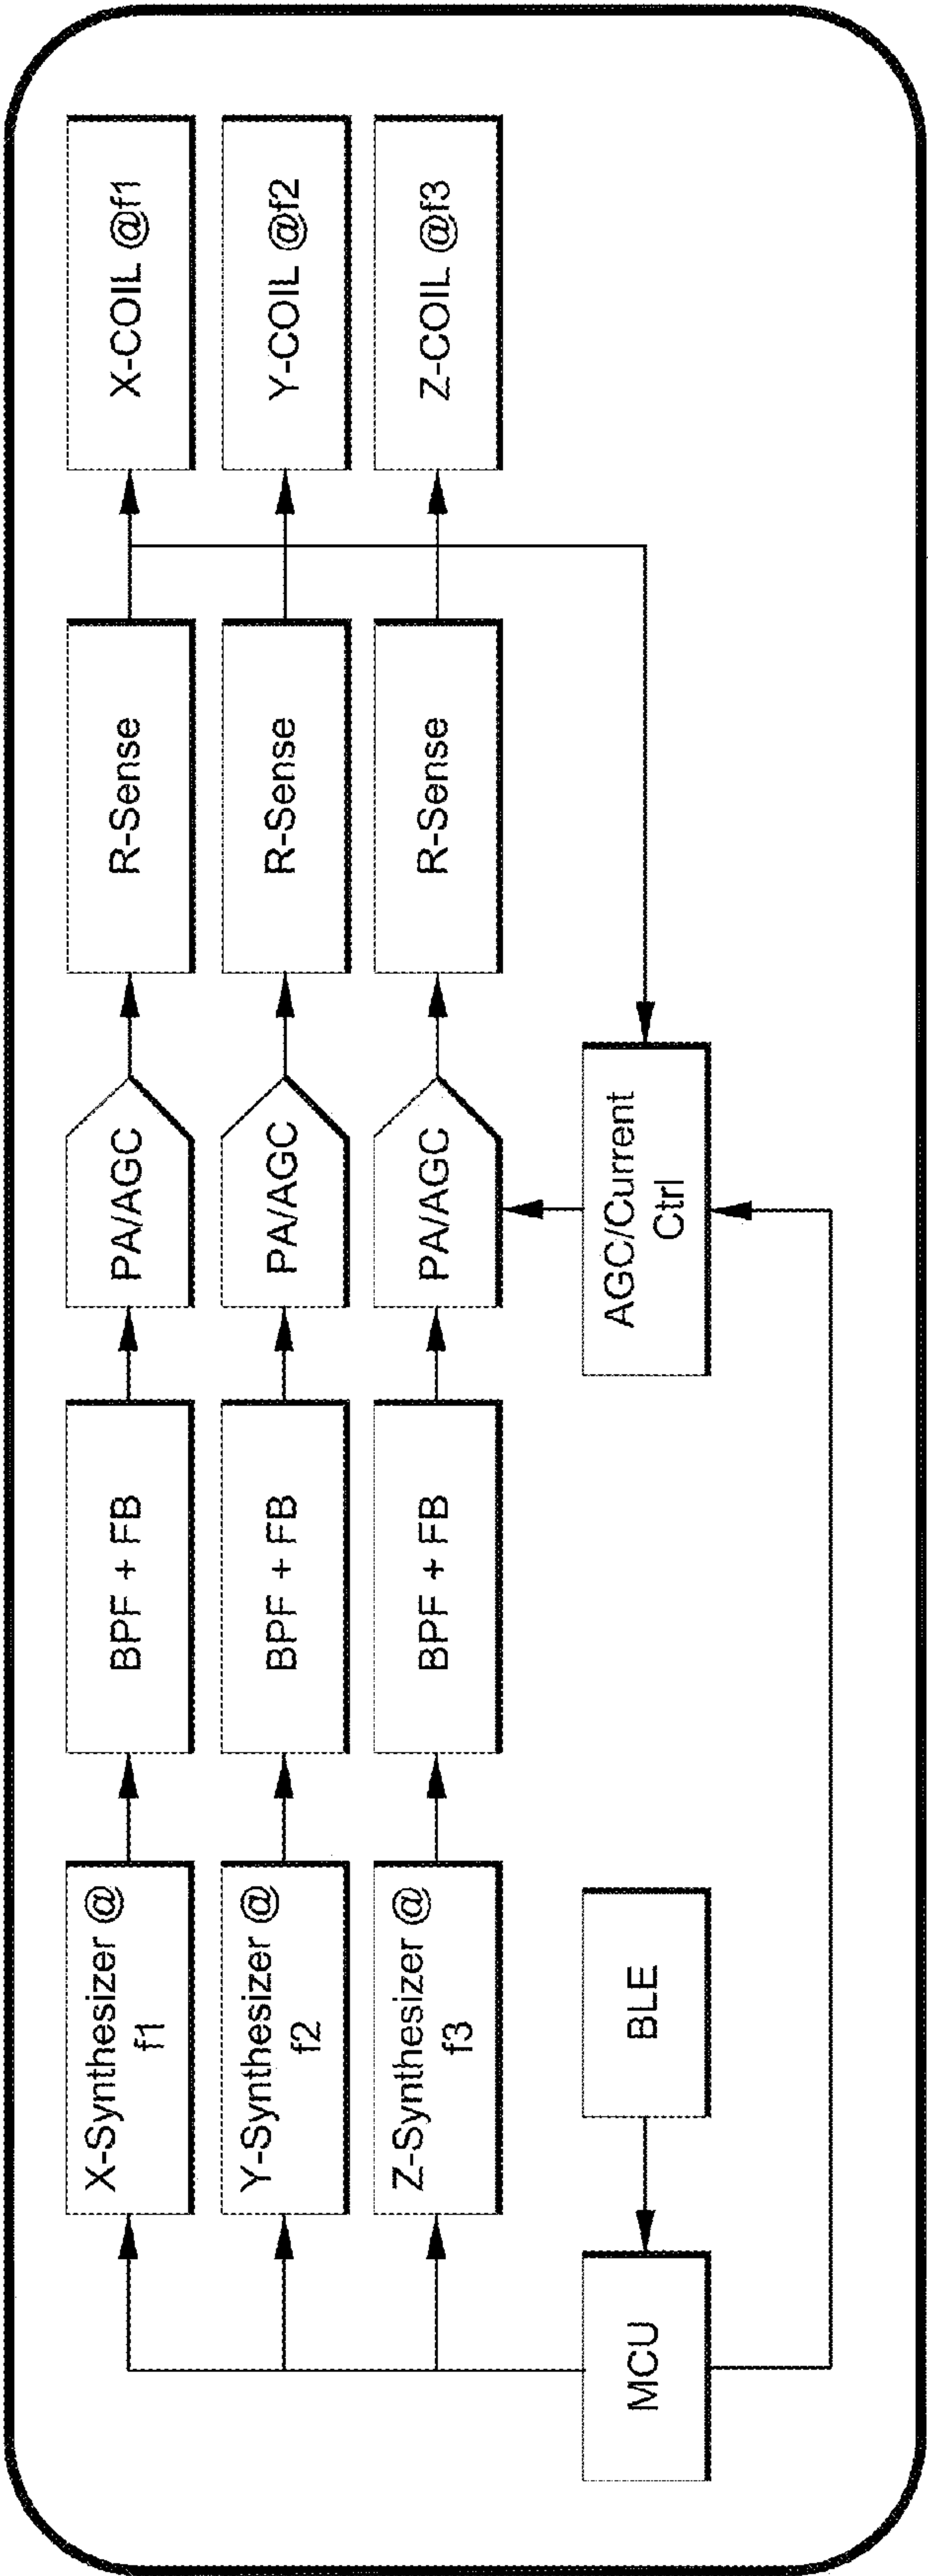 X-Synthesizer @
f1
BPF + FB
PA/AGC
R-Sense
X-COIL @f1
Y-Synthesizer @
f2
BPF + FB
PA/AGC
R-Sense
Y-COIL @f2
Z-Synthesizer @
f3
BPF + FB
PA/AGC
R-Sense
Z-COIL @f3
MCU
BLE
AGC/Current
Ctrl